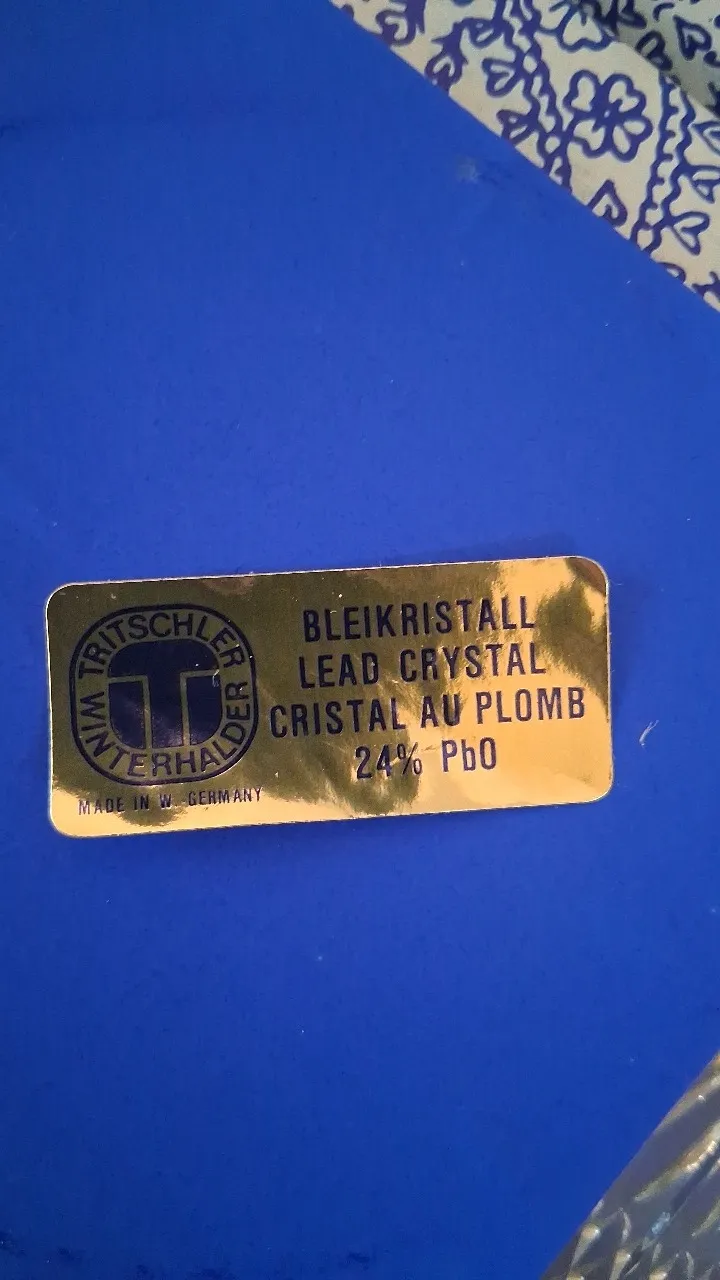 TRITSCHLER
WINTERHALDER
MADE IN W. GERMANY
BLEIKRISTALL
LEAD CRYSTAL
CRISTAL AU PLOMB
24% PbO